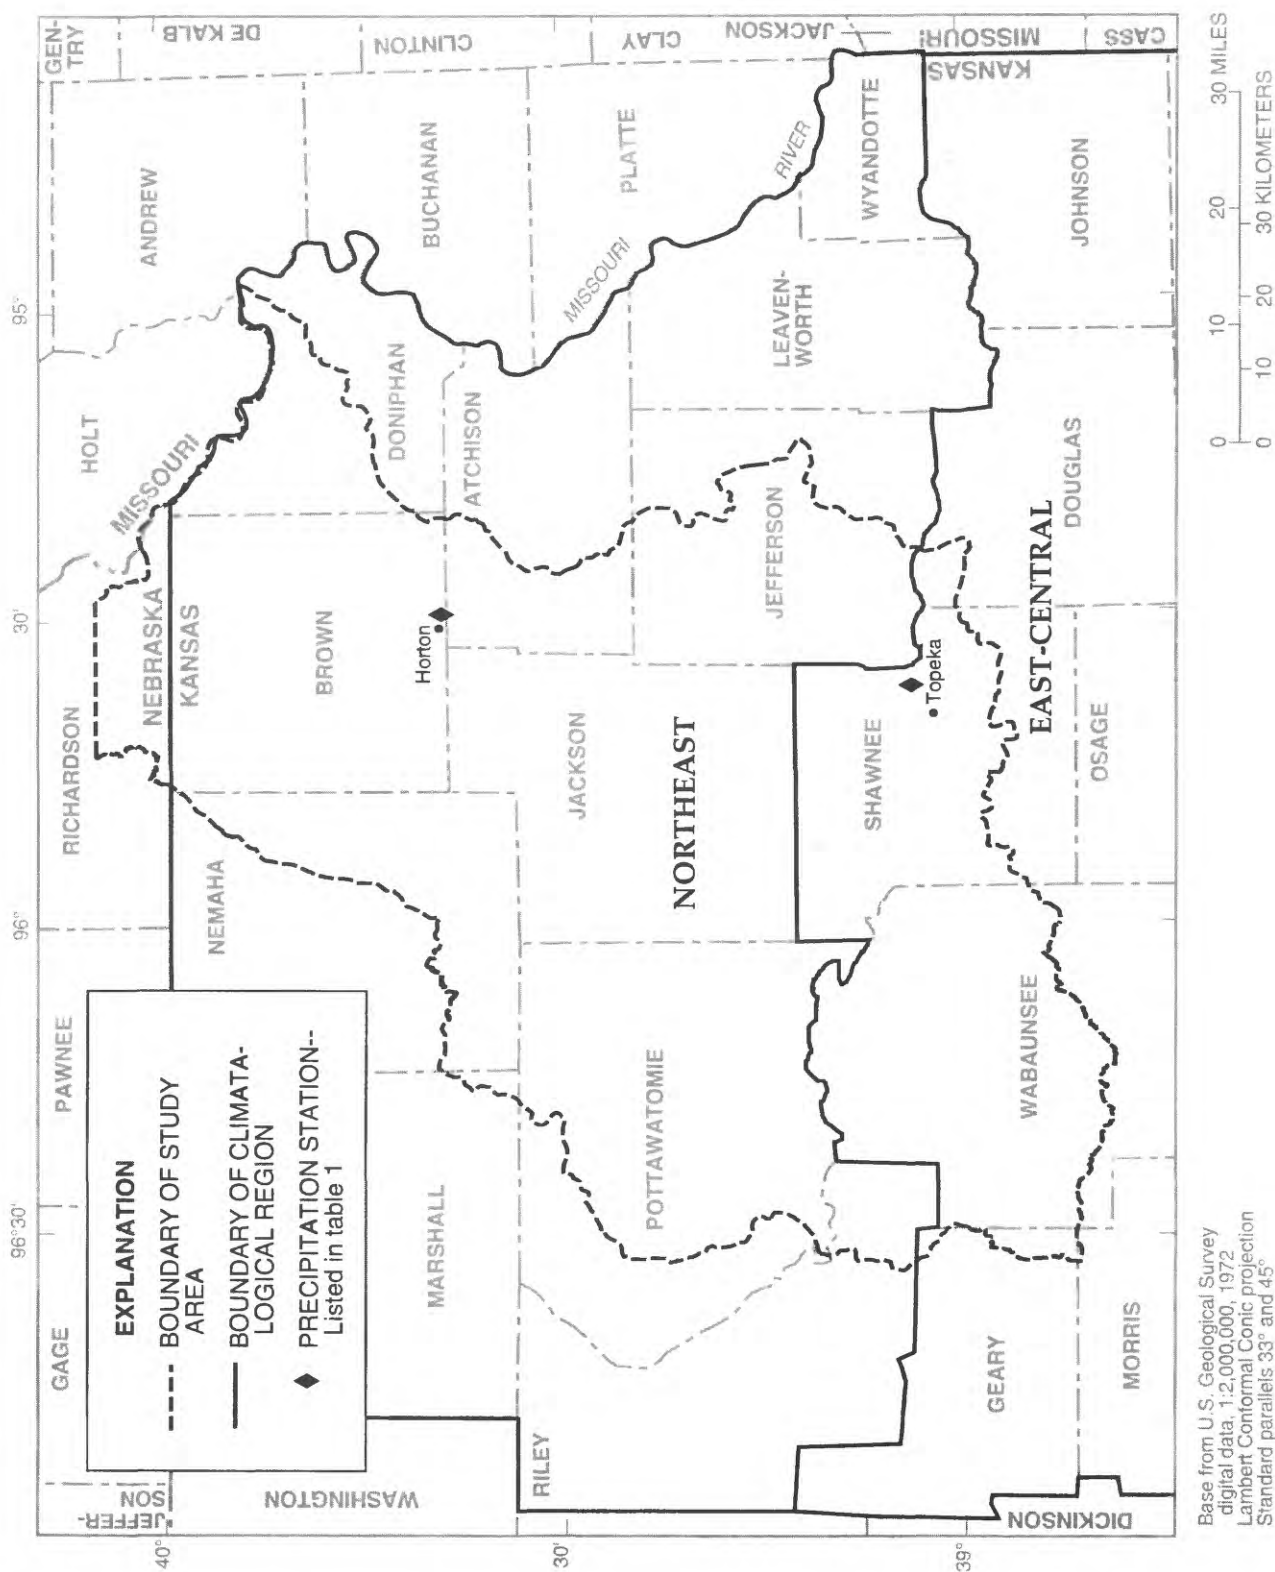 96°30'
96°
30'
95°
GAGE
PAWNEE
RICHARDSON
HOLT
ANDREW
GEN-
TRY
DE KALB
JEFFER-
SON
40°
NEBRASKA
KANSAS
MISSOURI
EXPLANATION
BOUNDARY OF STUDY
AREA
BOUNDARY OF CLIMATA-
LOGICAL REGION
PRECIPITATION STATION--
Listed in table 1
WASHINGTON
MARSHALL
NEMAHA
BROWN
Horton
DONIPHAN
BUCHANAN
CLINTON
ATCHISON
30'
RILEY
POTTAWATOMIE
JACKSON
NORTHEAST
JEFFERSON
LEAVEN-
WORTH
MISSOURI
RIVER
PLATTE
CLAY
JACKSON
WYANDOTTE
SHAWNEE
Topeka
39°
GEARY
WABAUNSEE
EAST-CENTRAL
DOUGLAS
JOHNSON
KANSAS
MISSOURI
CASS
DICKINSON
MORRIS
OSAGE
Base from U.S. Geological Survey
digital data, 1:2,000,000, 1972
Lambert Conformal Conic projection
Standard parallels 33° and 45°
0 10 20 30 MILES
0 10 20 30 KILOMETERS